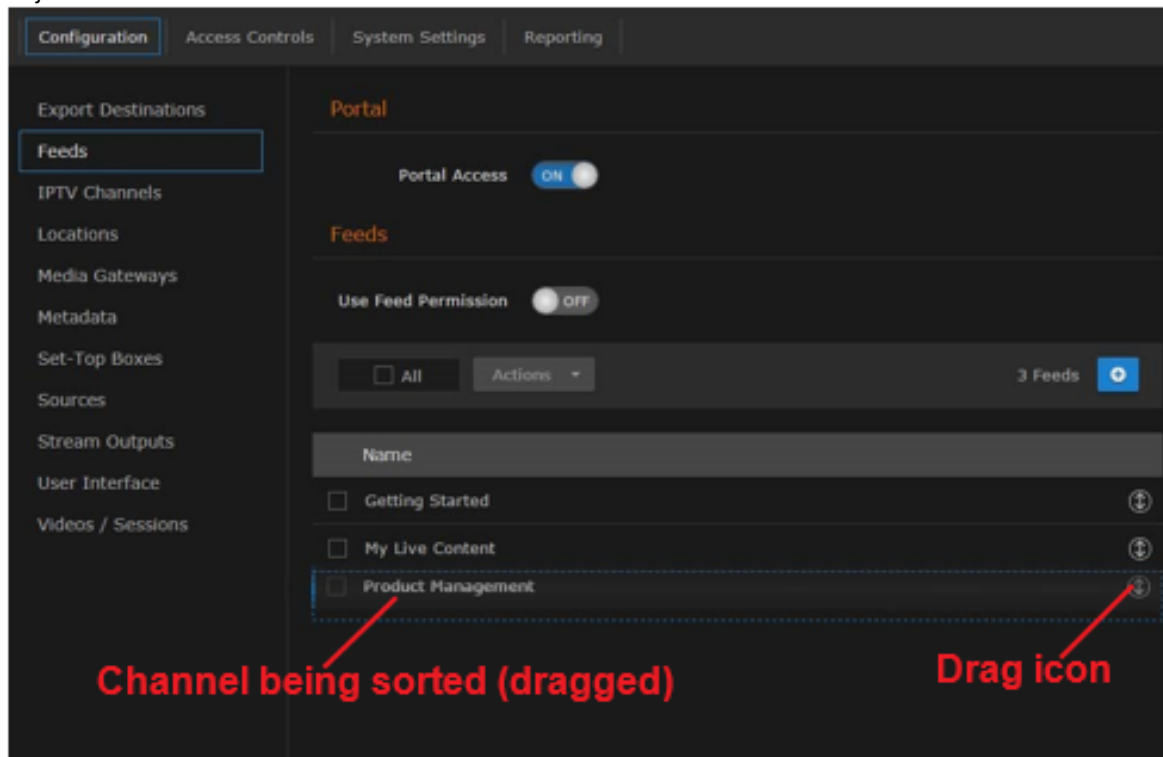 Configuration Access Controls System Settings Reporting
Export Destinations
Feeds
IPTV Channels
Locations
Media Gateways
Metadata
Set-Top Boxes
Sources
Stream Outputs
User Interface
Videos / Sessions
Portal
Portal Access ON
Feeds
Use Feed Permission OFF
All Actions 3 Feeds
Name
Getting Started
My Live Content
Product Management
Channel being sorted (dragged)
Drag icon